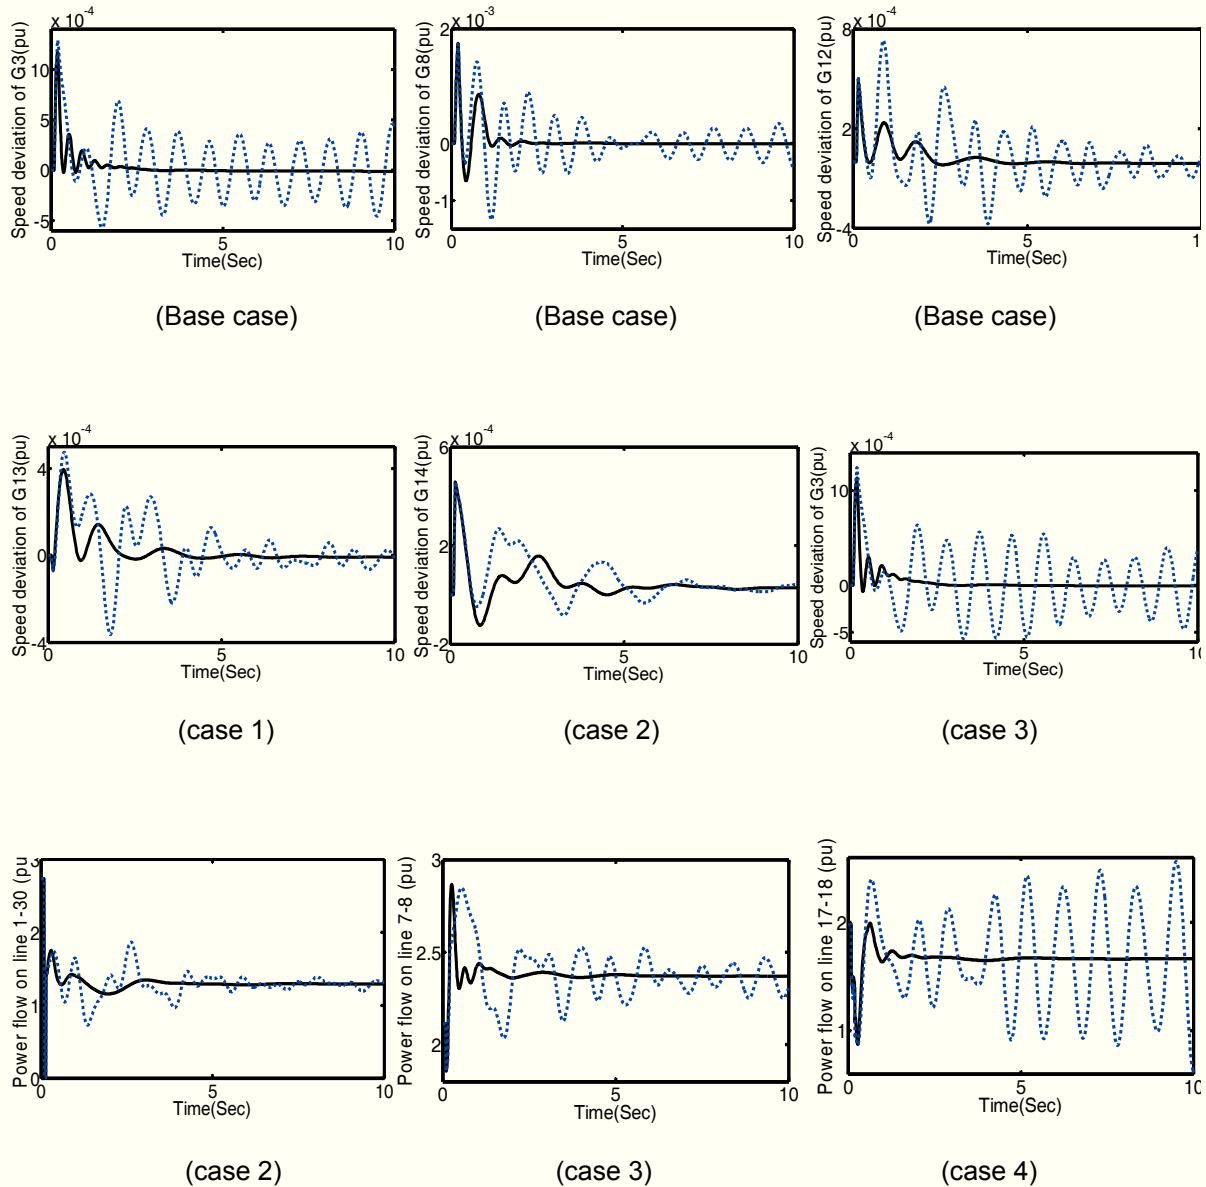 x 10-4
Speed deviation of G3(pu)
10
5
0
-5
0
5
10
Time(Sec)
(Base case)
x 10-3
Speed deviation of G8(pu)
2
0
-1
0
5
10
Time(Sec)
(Base case)
x 10-4
Speed deviation of G12(pu)
8
2
-4
0
5
1
Time(Sec)
(Base case)
x 10-4
Speed deviation of G13(pu)
4
0
-4
0
5
10
Time(Sec)
(case 1)
x 10-4
Speed deviation of G14(pu)
6
2
-2
0
5
10
Time(Sec)
(case 2)
x 10-4
Speed deviation of G3(pu)
10
0
-5
0
5
10
Time(Sec)
(case 3)
Power flow on line 1-30 (pu)
3
2
1
0
0
5
10
Time(Sec)
(case 2)
Power flow on line 7-8 (pu)
3
2.5
2
0
5
10
Time(Sec)
(case 3)
Power flow on line 17-18 (pu)
2
1
0
5
10
Time(Sec)
(case 4)